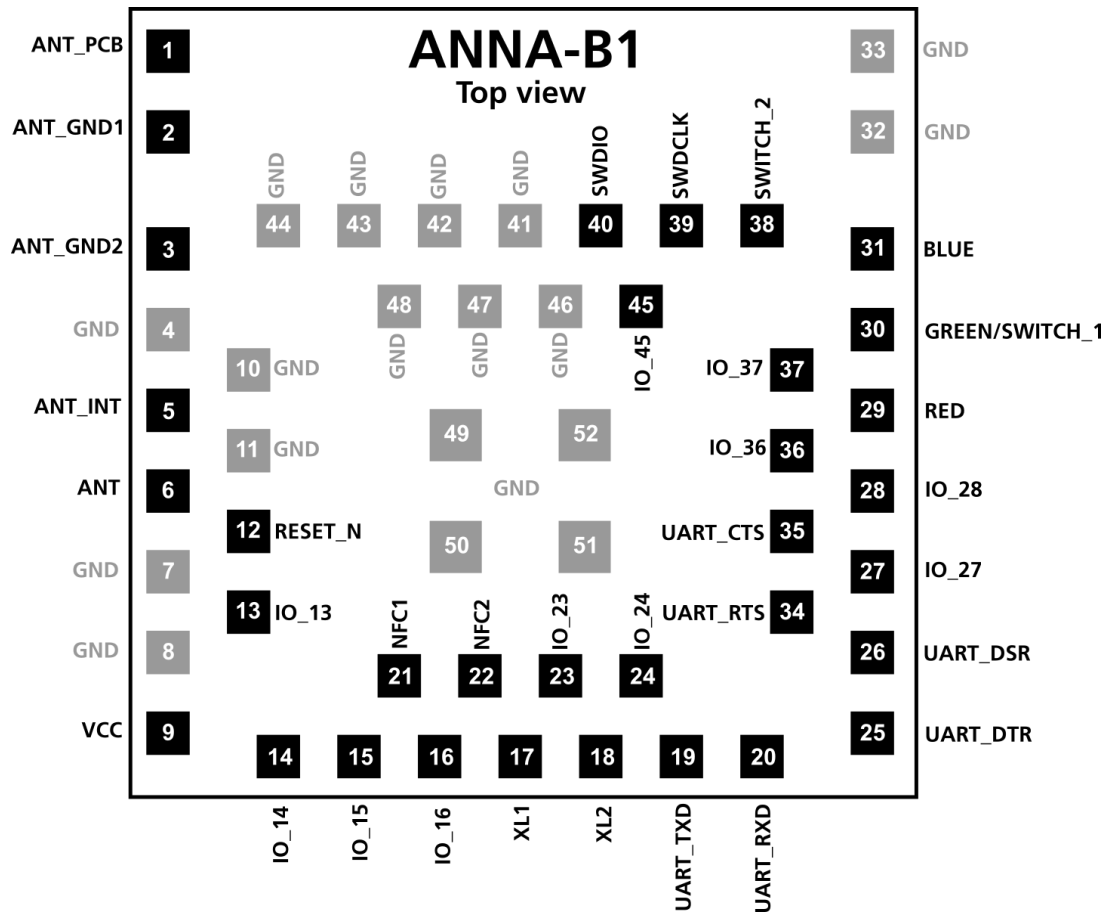 ANNA-B1
Top view
ANT_PCB 1
33 GND
ANT_GND1 2
32 GND
GND GND GND GND SWDIO SWDCLK SWITCH_2
44 43 42 41 40 39 38
ANT_GND2 3
31 BLUE
48 47 46 45
GND GND GND IO_45
GND 4
30 GREEN/SWITCH_1
10 GND
IO_37 37
ANT_INT 5
29 RED
49 52
11 GND
IO_36 36
ANT 6
GND
28 IO_28
12 RESET_N
50 51
UART_CTS 35
GND 7
27 IO_27
13 IO_13
NFC1 NFC2 IO_23 IO_24
UART_RTS 34
GND 8
21 22 23 24
26 UART_DSR
VCC 9
25 UART_DTR
14 15 16 17 18 19 20
IO_14 IO_15 IO_16 XL1 XL2 UART_TXD UART_RXD